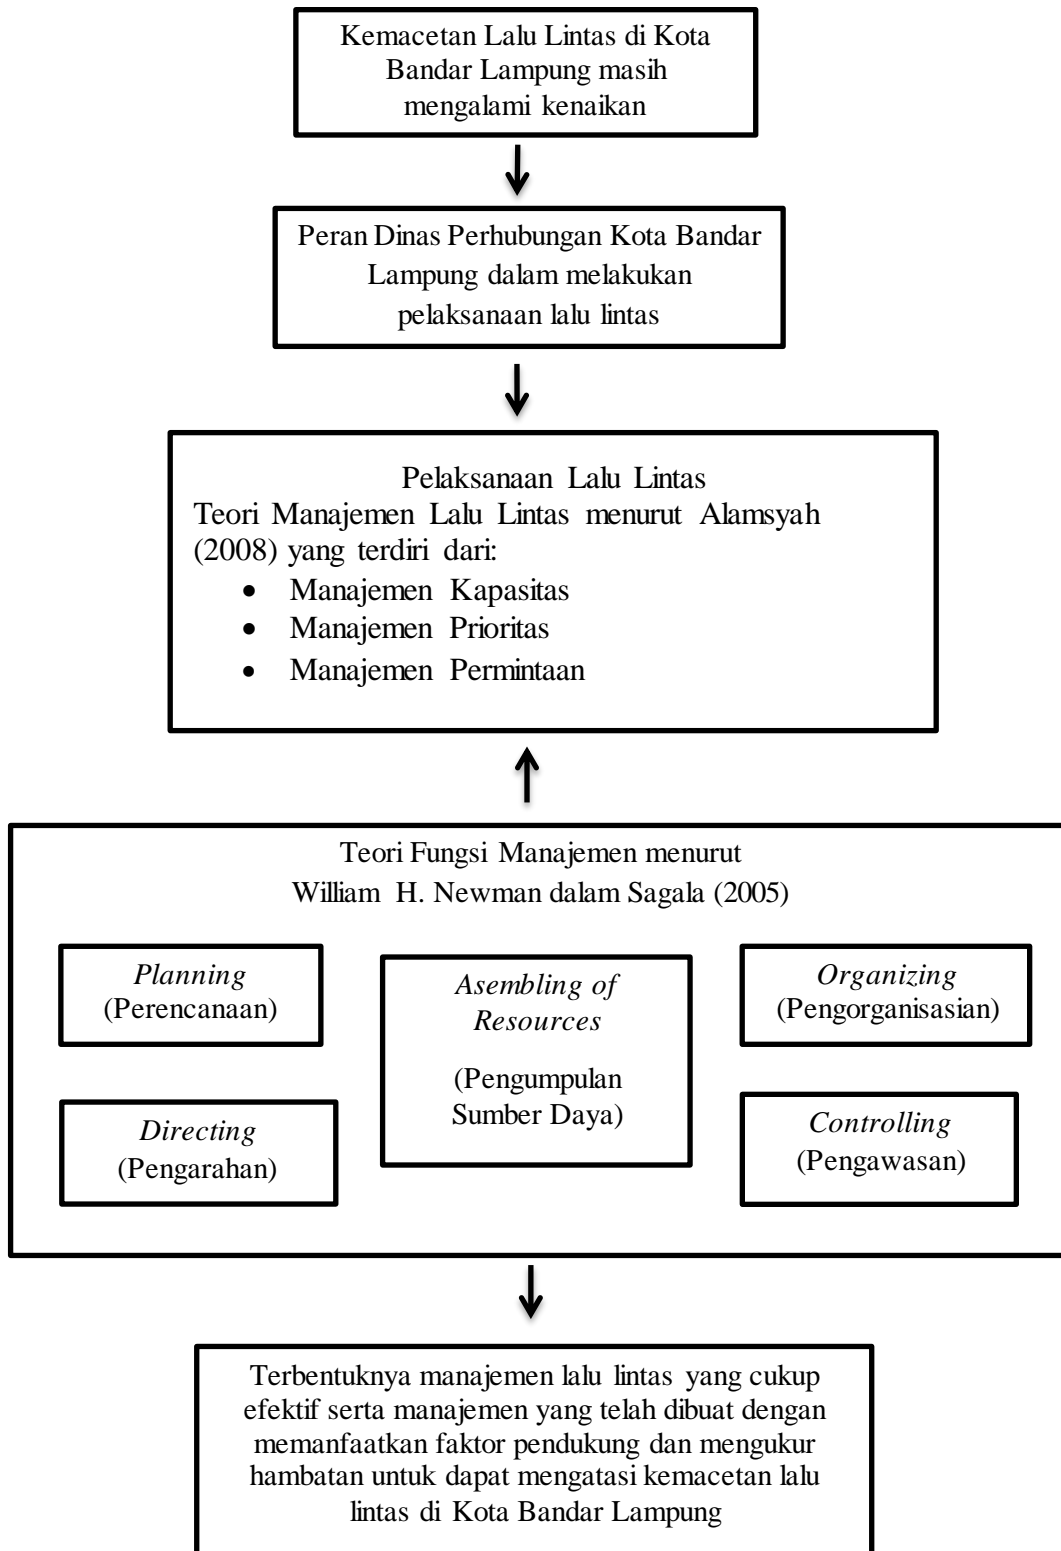 Kemacetan Lalu Lintas di Kota
Bandar Lampung masih
mengalami kenaikan
Peran Dinas Perhubungan Kota Bandar
Lampung dalam melakukan
pelaksanaan lalu lintas
Pelaksanaan Lalu Lintas
Teori Manajemen Lalu Lintas menurut Alamsyah
(2008) yang terdiri dari:
• Manajemen Kapasitas
• Manajemen Prioritas
• Manajemen Permintaan
Teori Fungsi Manajemen menurut
William H. Newman dalam Sagala (2005)
Planning
(Perencanaan)
Asembling of
Resources
(Pengumpulan
Sumber Daya)
Organizing
(Pengorganisasian)
Directing
(Pengarahan)
Controlling
(Pengawasan)
Terbentuknya manajemen lalu lintas yang cukup
efektif serta manajemen yang telah dibuat dengan
memanfaatkan faktor pendukung dan mengukur
hambatan untuk dapat mengatasi kemacetan lalu
lintas di Kota Bandar Lampung